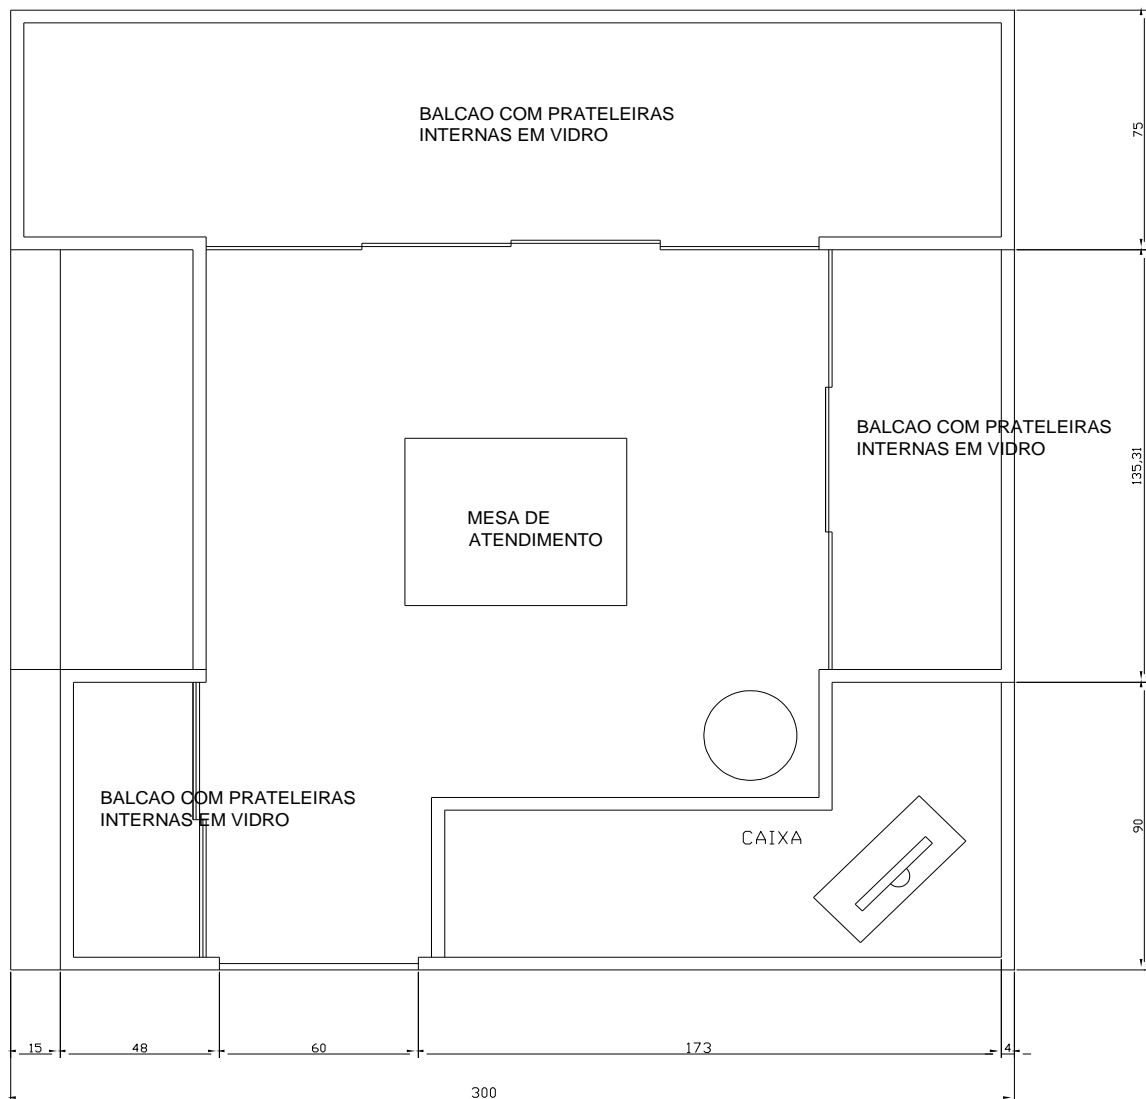 BALCAO COM PRATELEIRAS
INTERNAS EM VIDRO
75
BALCAO COM PRATELEIRAS
INTERNAS EM VIDRO
135,31
MESA DE
ATENDIMENTO
BALCAO COM PRATELEIRAS
INTERNAS EM VIDRO
CAIXA
90
15
48
60
173
4
300